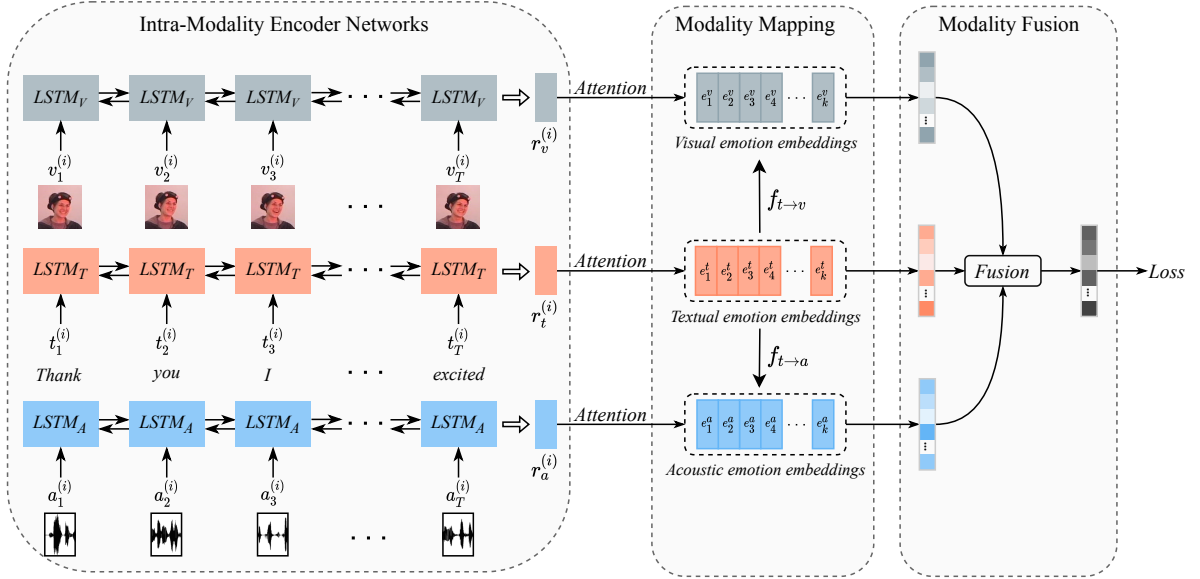 Intra-Modality Encoder Networks
Modality Mapping
Modality Fusion
LSTM_V LSTM_V LSTM_V · · · LSTM_V
Attention
e_1^v e_2^v e_3^v e_4^v · · · e_k^v
r_v^{(i)}
v_1^{(i)} v_2^{(i)} v_3^{(i)} v_T^{(i)}
Visual emotion embeddings
· · ·
f_{t→v}
LSTM_T LSTM_T LSTM_T · · · LSTM_T
Attention
e_1^t e_2^t e_3^t e_4^t · · · e_k^t
Fusion
Loss
r_t^{(i)}
t_1^{(i)} t_2^{(i)} t_3^{(i)} t_T^{(i)}
Textual emotion embeddings
Thank you I · · · excited
f_{t→a}
LSTM_A LSTM_A LSTM_A · · · LSTM_A
Attention
e_1^a e_2^a e_3^a e_4^a · · · e_k^a
r_a^{(i)}
a_1^{(i)} a_2^{(i)} a_3^{(i)} a_T^{(i)}
Acoustic emotion embeddings
· · ·